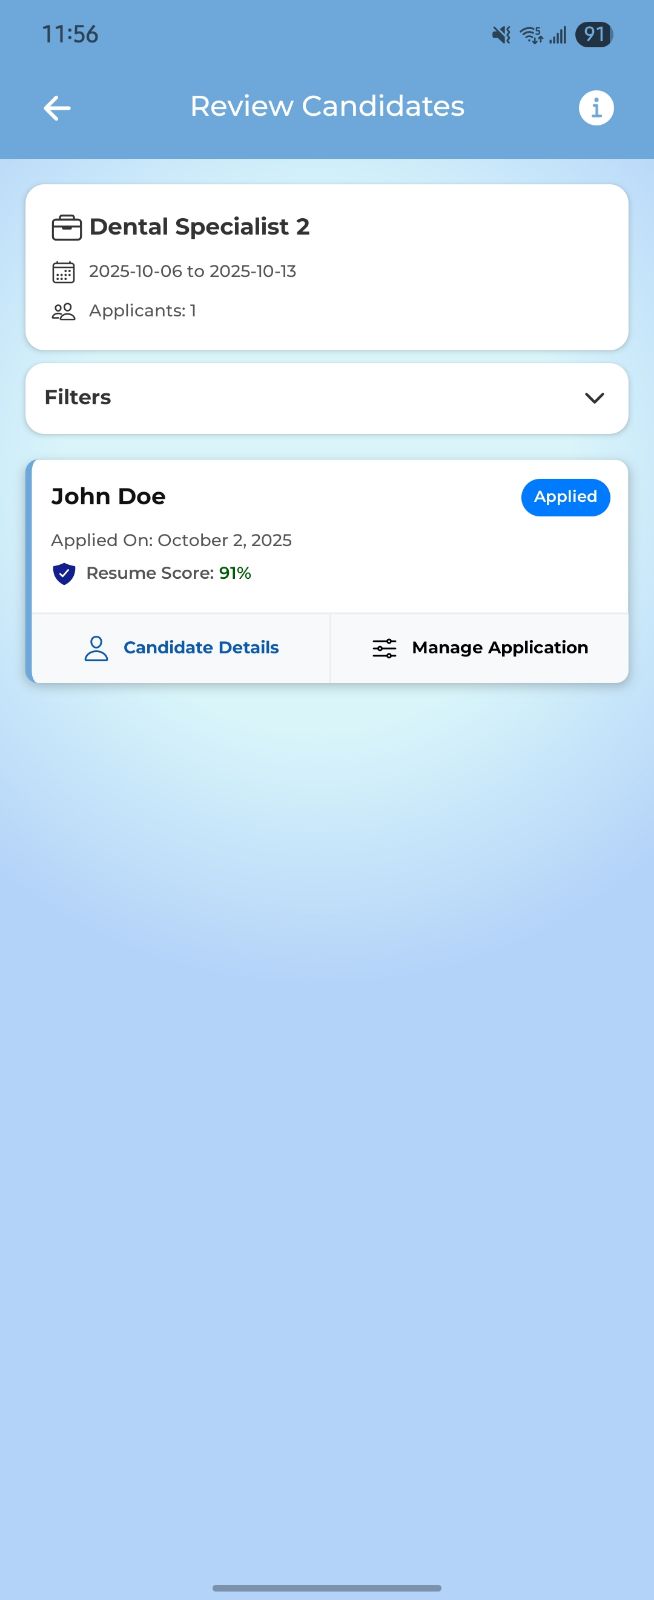 11:56
5
91
Review Candidates
Dental Specialist 2
2025-10-06 to 2025-10-13
Applicants: 1
Filters
John Doe
Applied
Applied On: October 2, 2025
Resume Score: 91%
Candidate Details
Manage Application